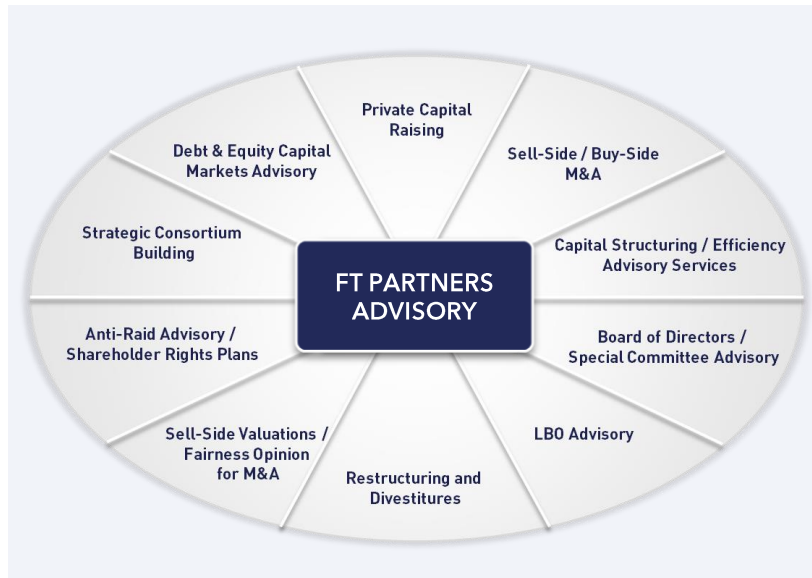 Private Capital
Raising
Sell-Side / Buy-Side
M&A
Capital Structuring / Efficiency
Advisory Services
Board of Directors /
Special Committee Advisory
LBO Advisory
Restructuring and
Divestitures
Sell-Side Valuations /
Fairness Opinion
for M&A
Anti-Raid Advisory /
Shareholder Rights Plans
Strategic Consortium
Building
Debt & Equity Capital
Markets Advisory
FT PARTNERS
ADVISORY